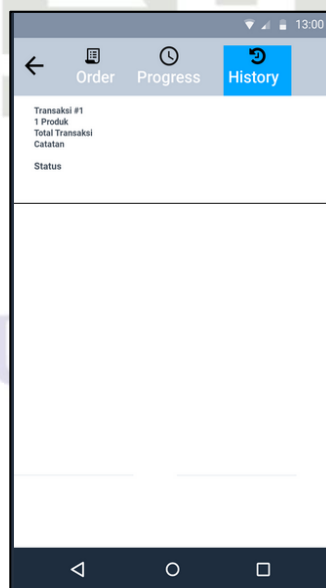 13:00
Order Progress History
Transaksi #1
1 Produk
Total Transaksi
Catatan
Status